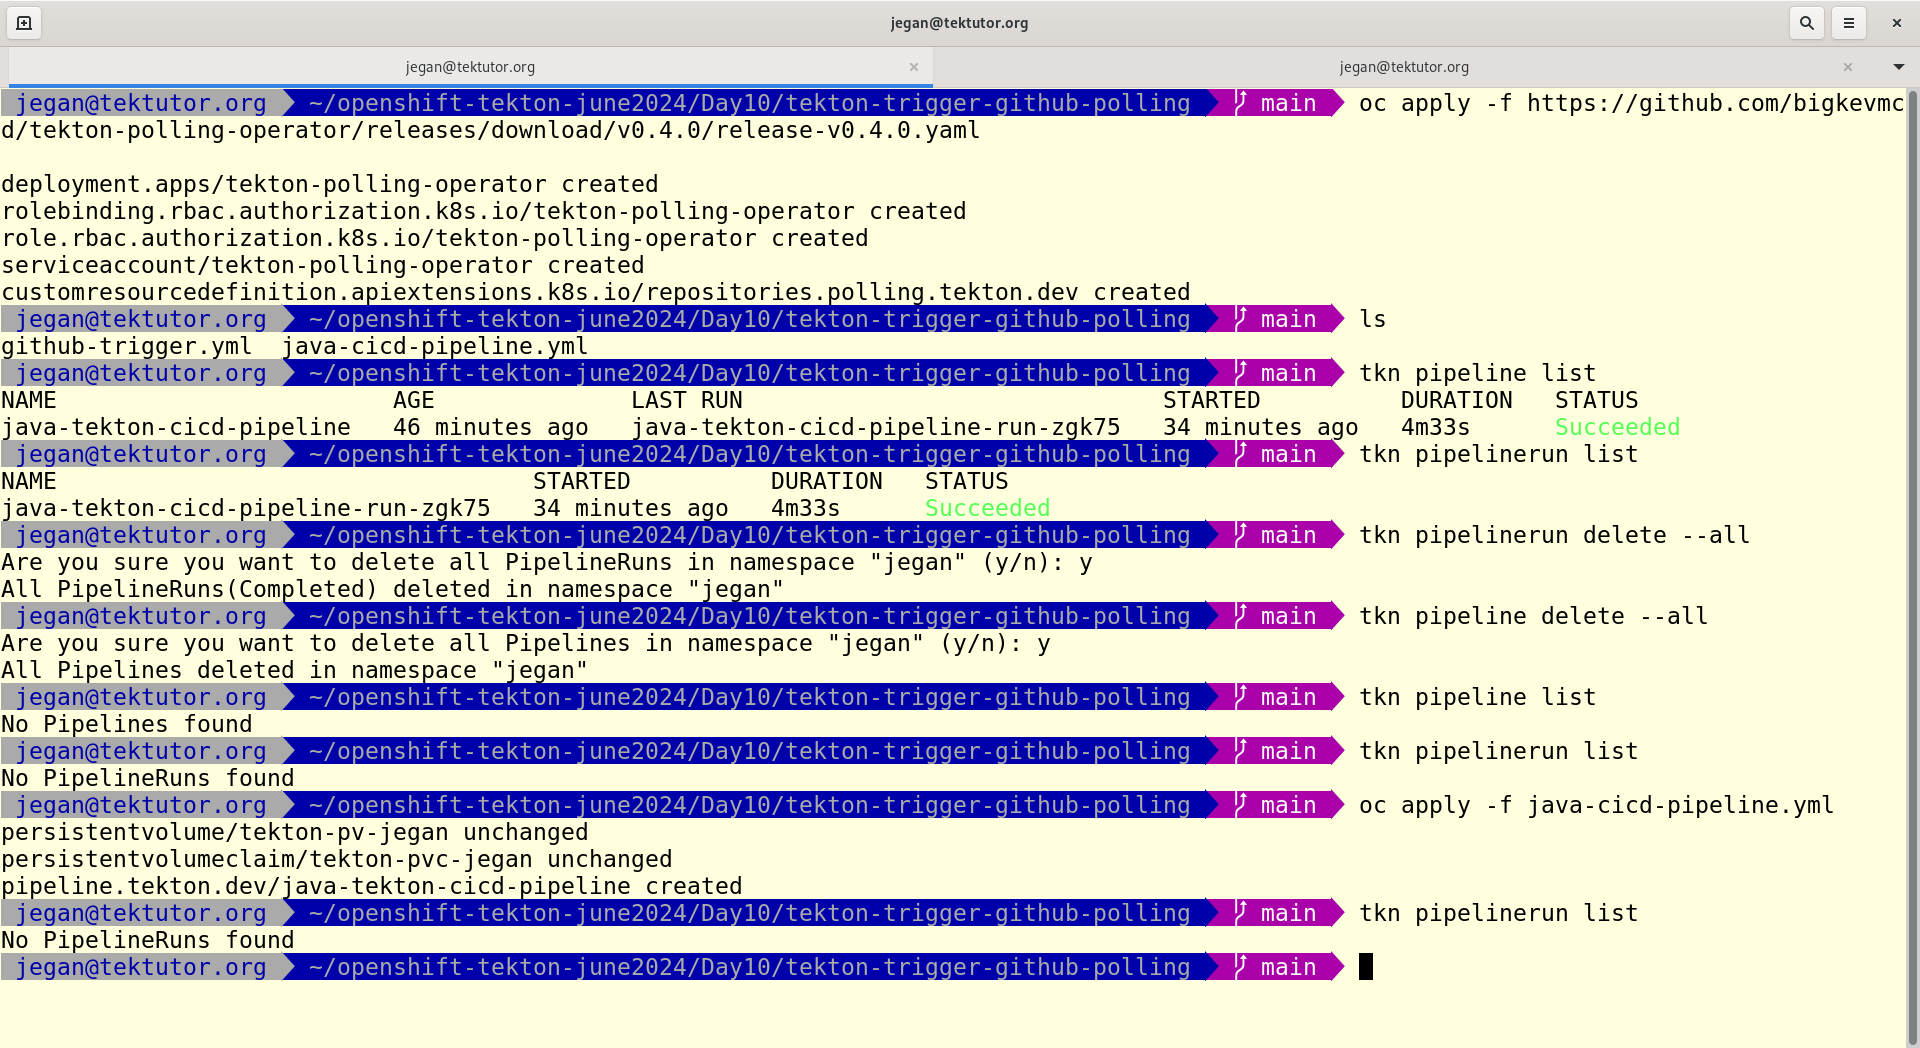 jegan@tektutor.org
jegan@tektutor.org
jegan@tektutor.org
jegan@tektutor.org ~/openshift-tekton-june2024/Day10/tekton-trigger-github-polling main oc apply -f https://github.com/bigkevmc
d/tekton-polling-operator/releases/download/v0.4.0/release-v0.4.0.yaml
deployment.apps/tekton-polling-operator created
rolebinding.rbac.authorization.k8s.io/tekton-polling-operator created
role.rbac.authorization.k8s.io/tekton-polling-operator created
serviceaccount/tekton-polling-operator created
customresourcedefinition.apiextensions.k8s.io/repositories.polling.tekton.dev created
jegan@tektutor.org ~/openshift-tekton-june2024/Day10/tekton-trigger-github-polling main ls
github-trigger.yml  java-cicd-pipeline.yml
jegan@tektutor.org ~/openshift-tekton-june2024/Day10/tekton-trigger-github-polling main tkn pipeline list
NAME AGE LAST RUN STARTED DURATION STATUS
java-tekton-cicd-pipeline 46 minutes ago java-tekton-cicd-pipeline-run-zgk75 34 minutes ago 4m33s Succeeded
jegan@tektutor.org ~/openshift-tekton-june2024/Day10/tekton-trigger-github-polling main tkn pipelinerun list
NAME STARTED DURATION STATUS
java-tekton-cicd-pipeline-run-zgk75 34 minutes ago 4m33s Succeeded
jegan@tektutor.org ~/openshift-tekton-june2024/Day10/tekton-trigger-github-polling main tkn pipelinerun delete --all
Are you sure you want to delete all PipelineRuns in namespace "jegan" (y/n): y
All PipelineRuns(Completed) deleted in namespace "jegan"
jegan@tektutor.org ~/openshift-tekton-june2024/Day10/tekton-trigger-github-polling main tkn pipeline delete --all
Are you sure you want to delete all Pipelines in namespace "jegan" (y/n): y
All Pipelines deleted in namespace "jegan"
jegan@tektutor.org ~/openshift-tekton-june2024/Day10/tekton-trigger-github-polling main tkn pipeline list
No Pipelines found
jegan@tektutor.org ~/openshift-tekton-june2024/Day10/tekton-trigger-github-polling main tkn pipelinerun list
No PipelineRuns found
jegan@tektutor.org ~/openshift-tekton-june2024/Day10/tekton-trigger-github-polling main oc apply -f java-cicd-pipeline.yml
persistentvolume/tekton-pv-jegan unchanged
persistentvolumeclaim/tekton-pvc-jegan unchanged
pipeline.tekton.dev/java-tekton-cicd-pipeline created
jegan@tektutor.org ~/openshift-tekton-june2024/Day10/tekton-trigger-github-polling main tkn pipelinerun list
No PipelineRuns found
jegan@tektutor.org ~/openshift-tekton-june2024/Day10/tekton-trigger-github-polling main